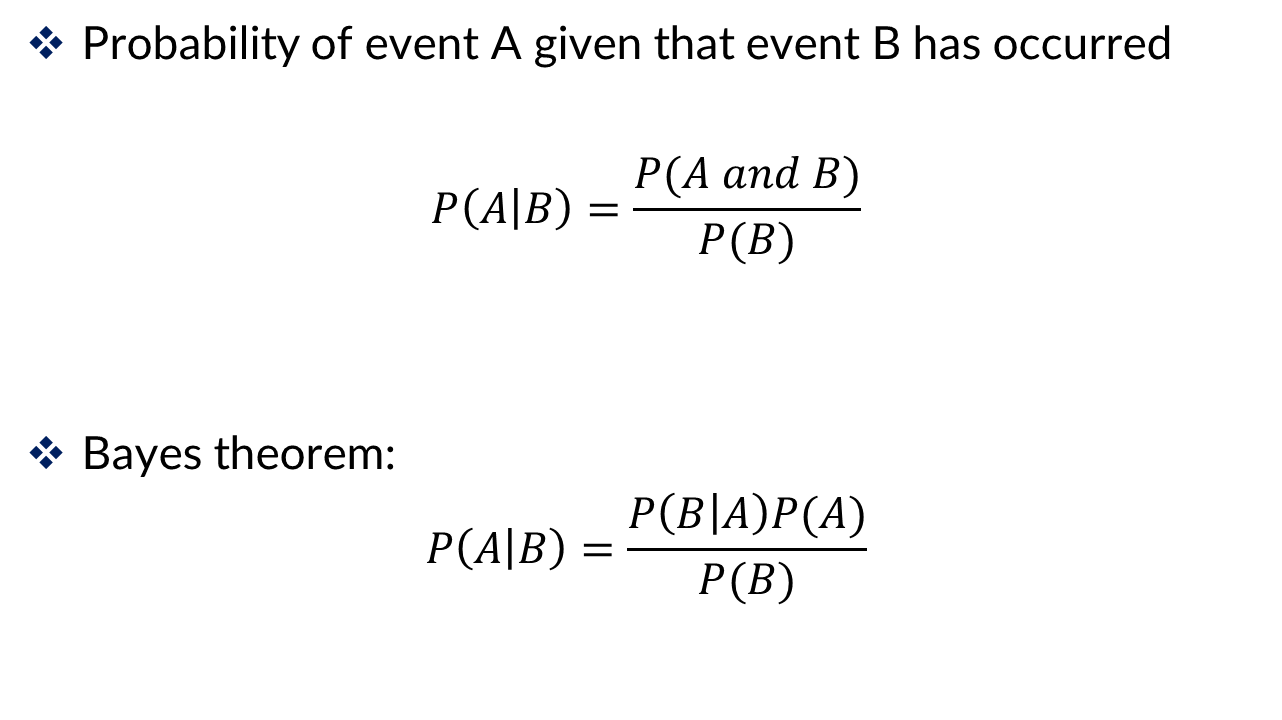 ❖ Probability of event A given that event B has occurred
P(A|B) = P(A and B) / P(B)
❖ Bayes theorem:
P(A|B) = P(B|A)P(A) / P(B)